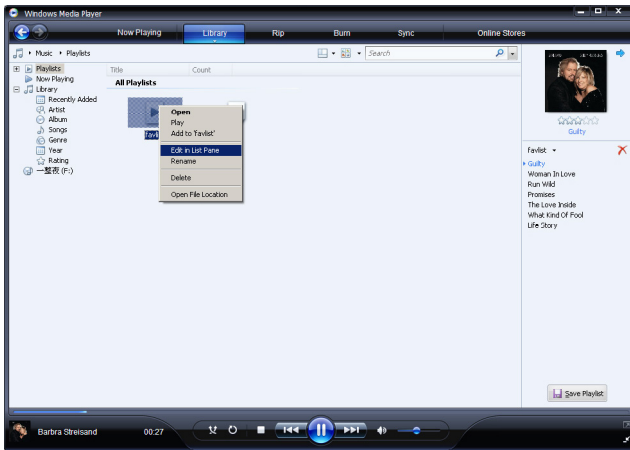 Windows Media Player
Now Playing Library Rip Burn Sync Online Stores
Music Playlists Search
Playlists
Now Playing
Library
Recently Added
Artist
Album
Songs
Genre
Year
Rating
一整夜 (F:)
Title Count
All Playlists
Open
Play
Add to 'favlist'
Edit in List Pane
Rename
Delete
Open File Location
Guilty
favlist
Guilty
Woman In Love
Run Wild
Promises
The Love Inside
What Kind Of Fool
Life Story
Save Playlist
Barbra Streisand 00:27